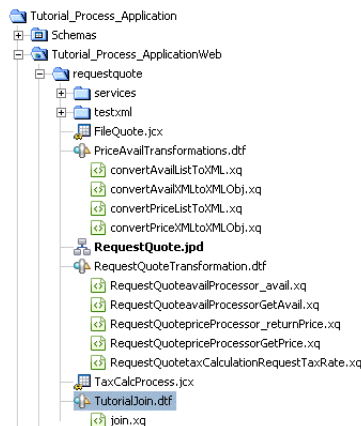 Tutorial_Process_Application
Schemas
Tutorial_Process_ApplicationWeb
requestquote
services
testxml
FileQuote.jcx
PriceAvailTransformations.dtf
convertAvailListToXML.xq
convertAvailXMLtoXMLObj.xq
convertPriceListToXML.xq
convertPriceXMLtoXMLObj.xq
RequestQuote.jpd
RequestQuoteTransformation.dtf
RequestQuoteavailProcessor_avail.xq
RequestQuoteavailProcessorGetAvail.xq
RequestQuotepriceProcessor_returnPrice.xq
RequestQuotepriceProcessorGetPrice.xq
RequestQuotetaxCalculationRequestTaxRate.xq
TaxCalcProcess.jcx
TutorialJoin.dtf
join.xq